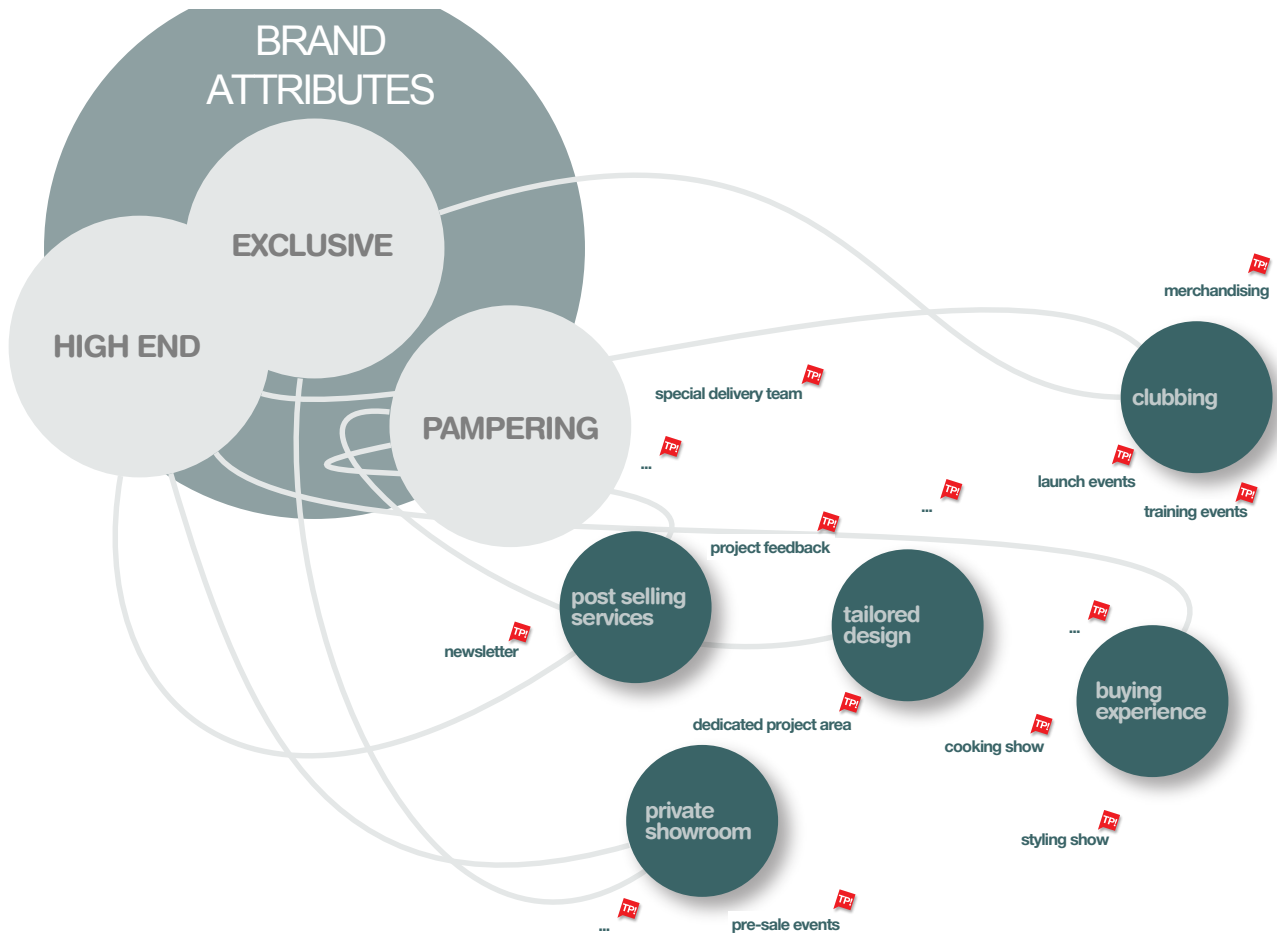 BRAND
ATTRIBUTES
EXCLUSIVE
HIGH END
PAMPERING
TP!
merchandising
clubbing
TP!
special delivery team
TP!
...
TP!
launch events
TP!
training events
TP!
...
TP!
project feedback
post selling
services
tailored
design
TP!
newsletter
TP!
...
buying
experience
TP!
dedicated project area
TP!
cooking show
private
showroom
TP!
styling show
TP!
...
TP!
pre-sale events